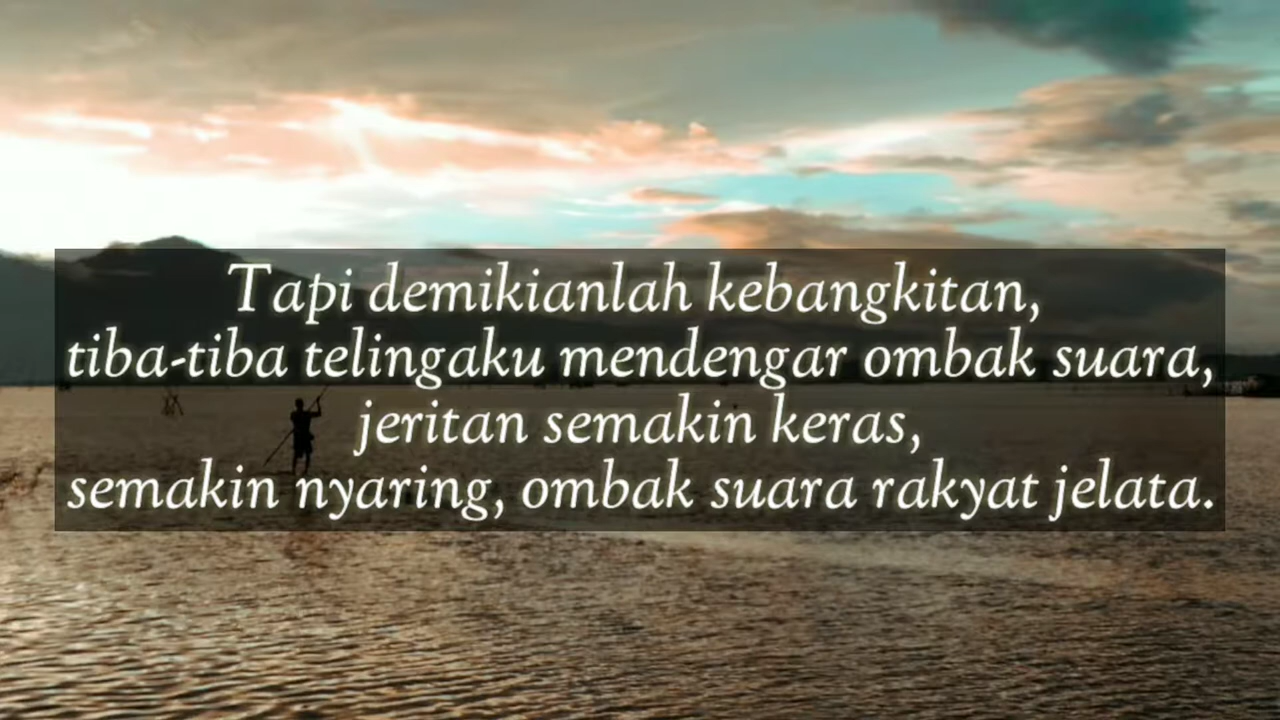 Tapi demikianlah kebangkitan,
tiba-tiba telingaku mendengar ombak suara,
jeritan semakin keras,
semakin nyaring, ombak suara rakyat jelata.